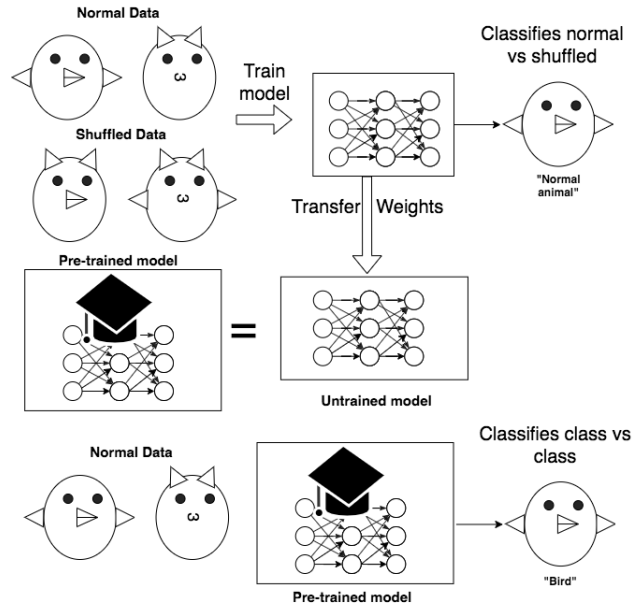 Normal Data
Classifies normal
vs shuffled
Train
model
Shuffled Data
"Normal
animal"
Transfer Weights
Pre-trained model
=
Untrained model
Normal Data
Classifies class vs
class
"Bird"
Pre-trained model